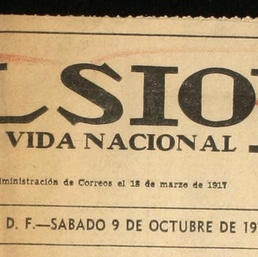 LSIO
VIDA NACIONAL
ministración de Correos el 18 de marzo de 1917
D. F.—SABADO 9 DE OCTUBRE DE 19